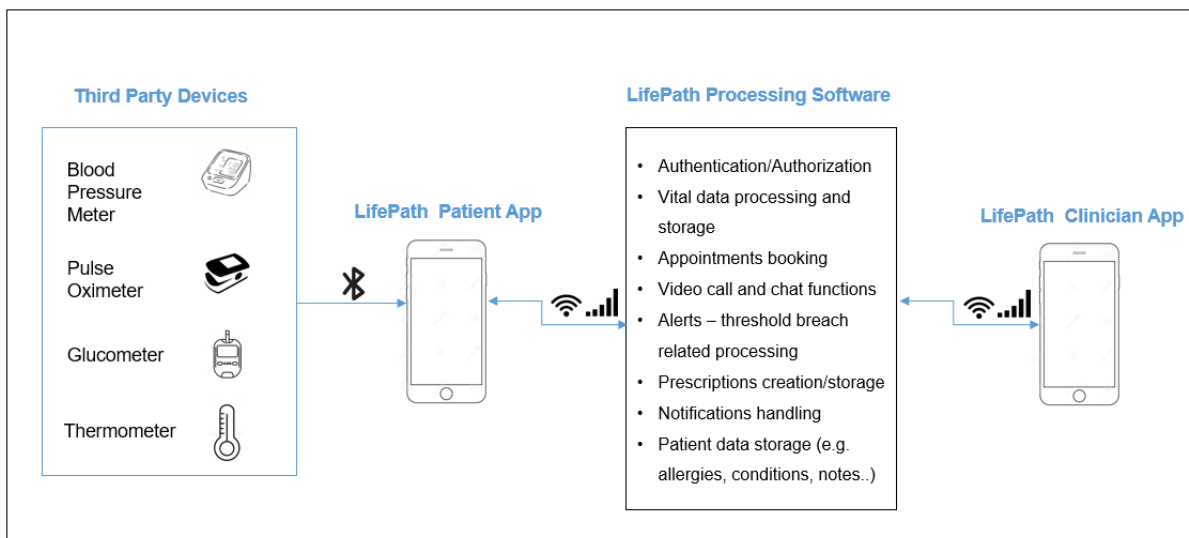 Third Party Devices
Blood
Pressure
Meter
Pulse
Oximeter
Glucometer
Thermometer
LifePath Patient App
LifePath Processing Software
• Authentication/Authorization
• Vital data processing and
storage
• Appointments booking
• Video call and chat functions
• Alerts – threshold breach
related processing
• Prescriptions creation/storage
• Notifications handling
• Patient data storage (e.g.
allergies, conditions, notes..)
LifePath Clinician App